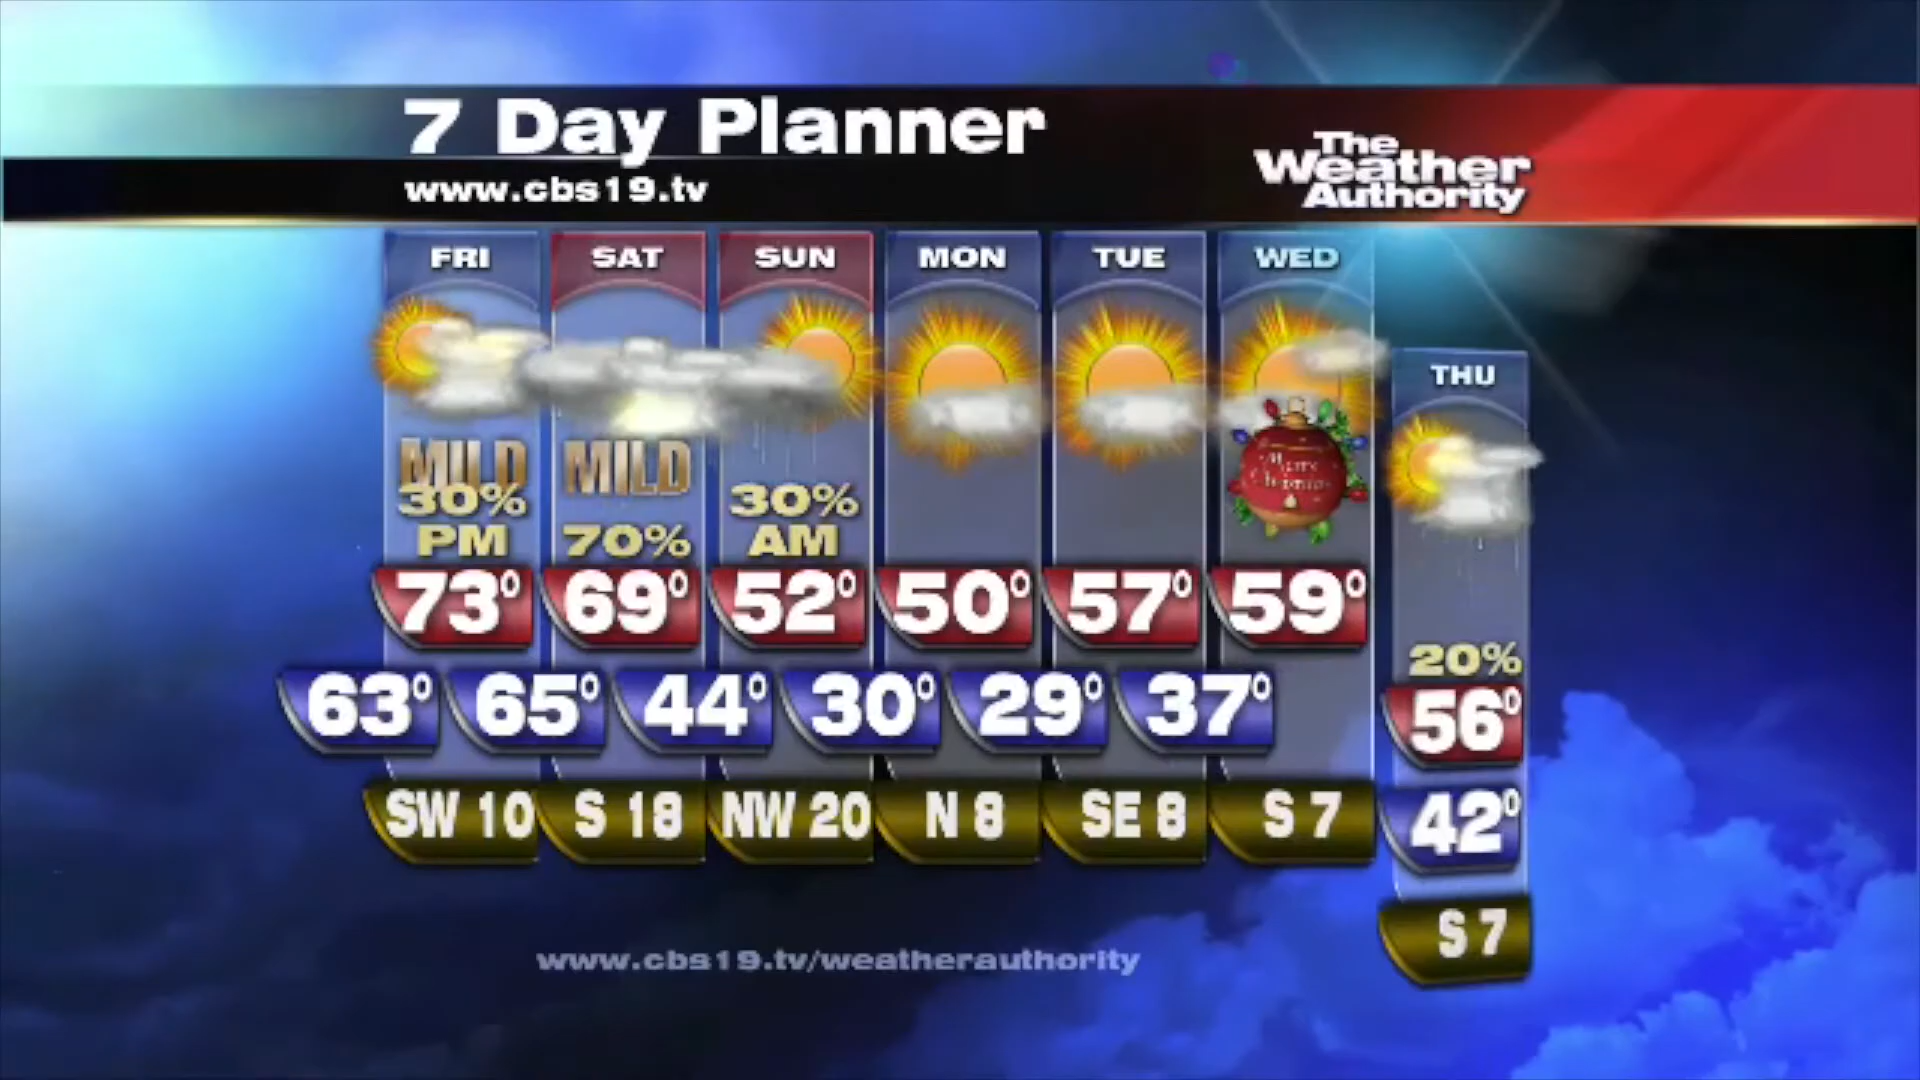 7 Day Planner
www.cbs19.tv
The
Weather
Authority
FRI
SAT
SUN
MON
TUE
WED
THU
MILD
MILD
30%
PM
70%
30%
AM
Merry
Christmas
20%
73°
69°
52°
50°
57°
59°
56°
63°
65°
44°
30°
29°
37°
42°
SW 10
S 18
NW 20
N 8
SE 8
S 7
S 7
www.cbs19.tv/weatherauthority